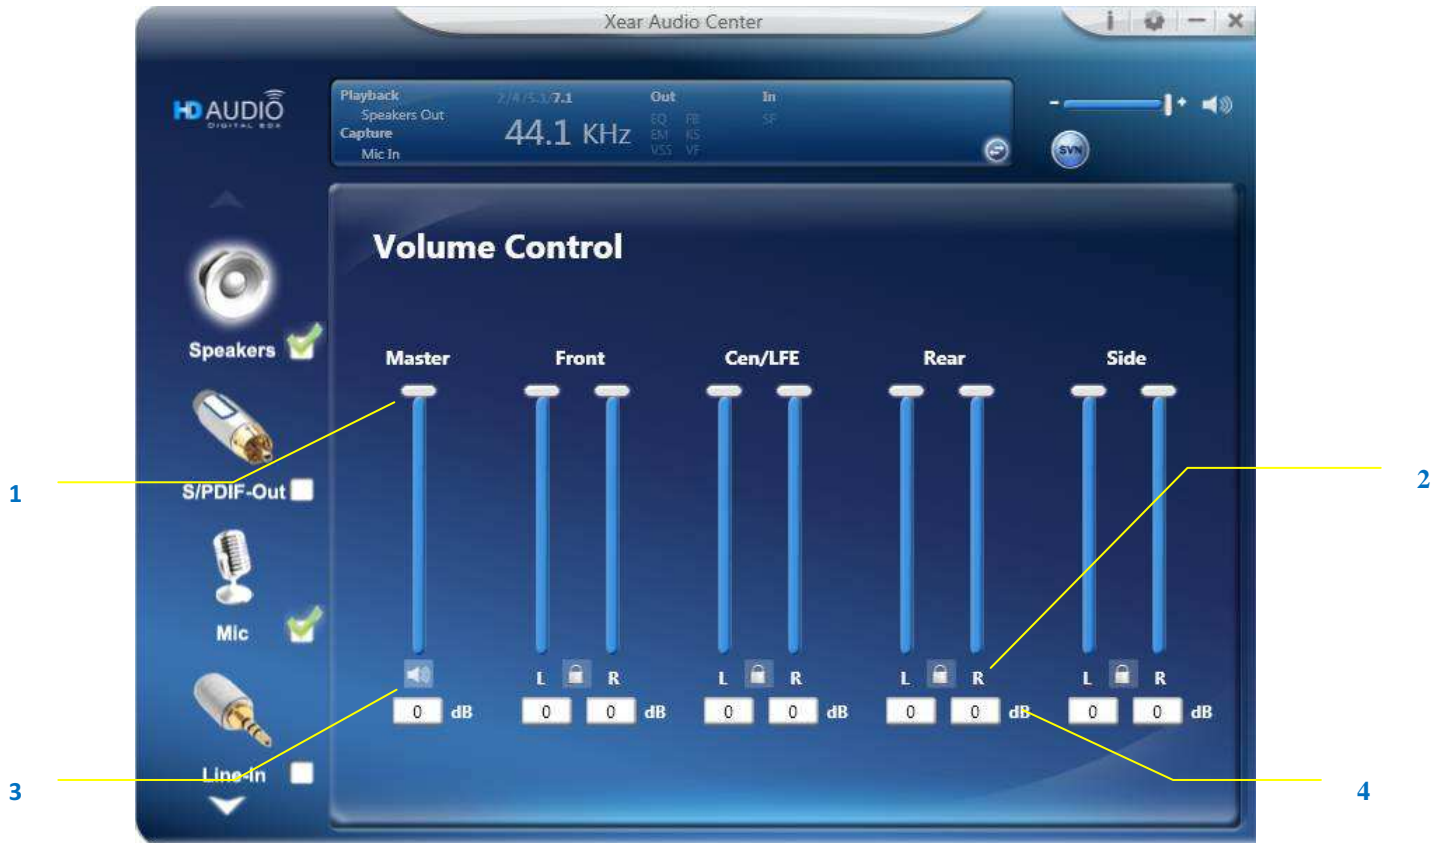 Xear Audio Center
i
HD AUDIO
DIGITAL BOX
Playback
Speakers Out
Capture
Mic In
2/4/5.1/7.1
44.1 KHz
Out
EQ FB
EM KS
VSS VF
In
SF
- +
SVN
Volume Control
Speakers
S/PDIF-Out
Mic
Line-In
Master Front Cen/LFE Rear Side
L R L R L R L R
0 dB 0 0 dB 0 0 dB 0 0 dB 0 0 dB
1
2
3
4